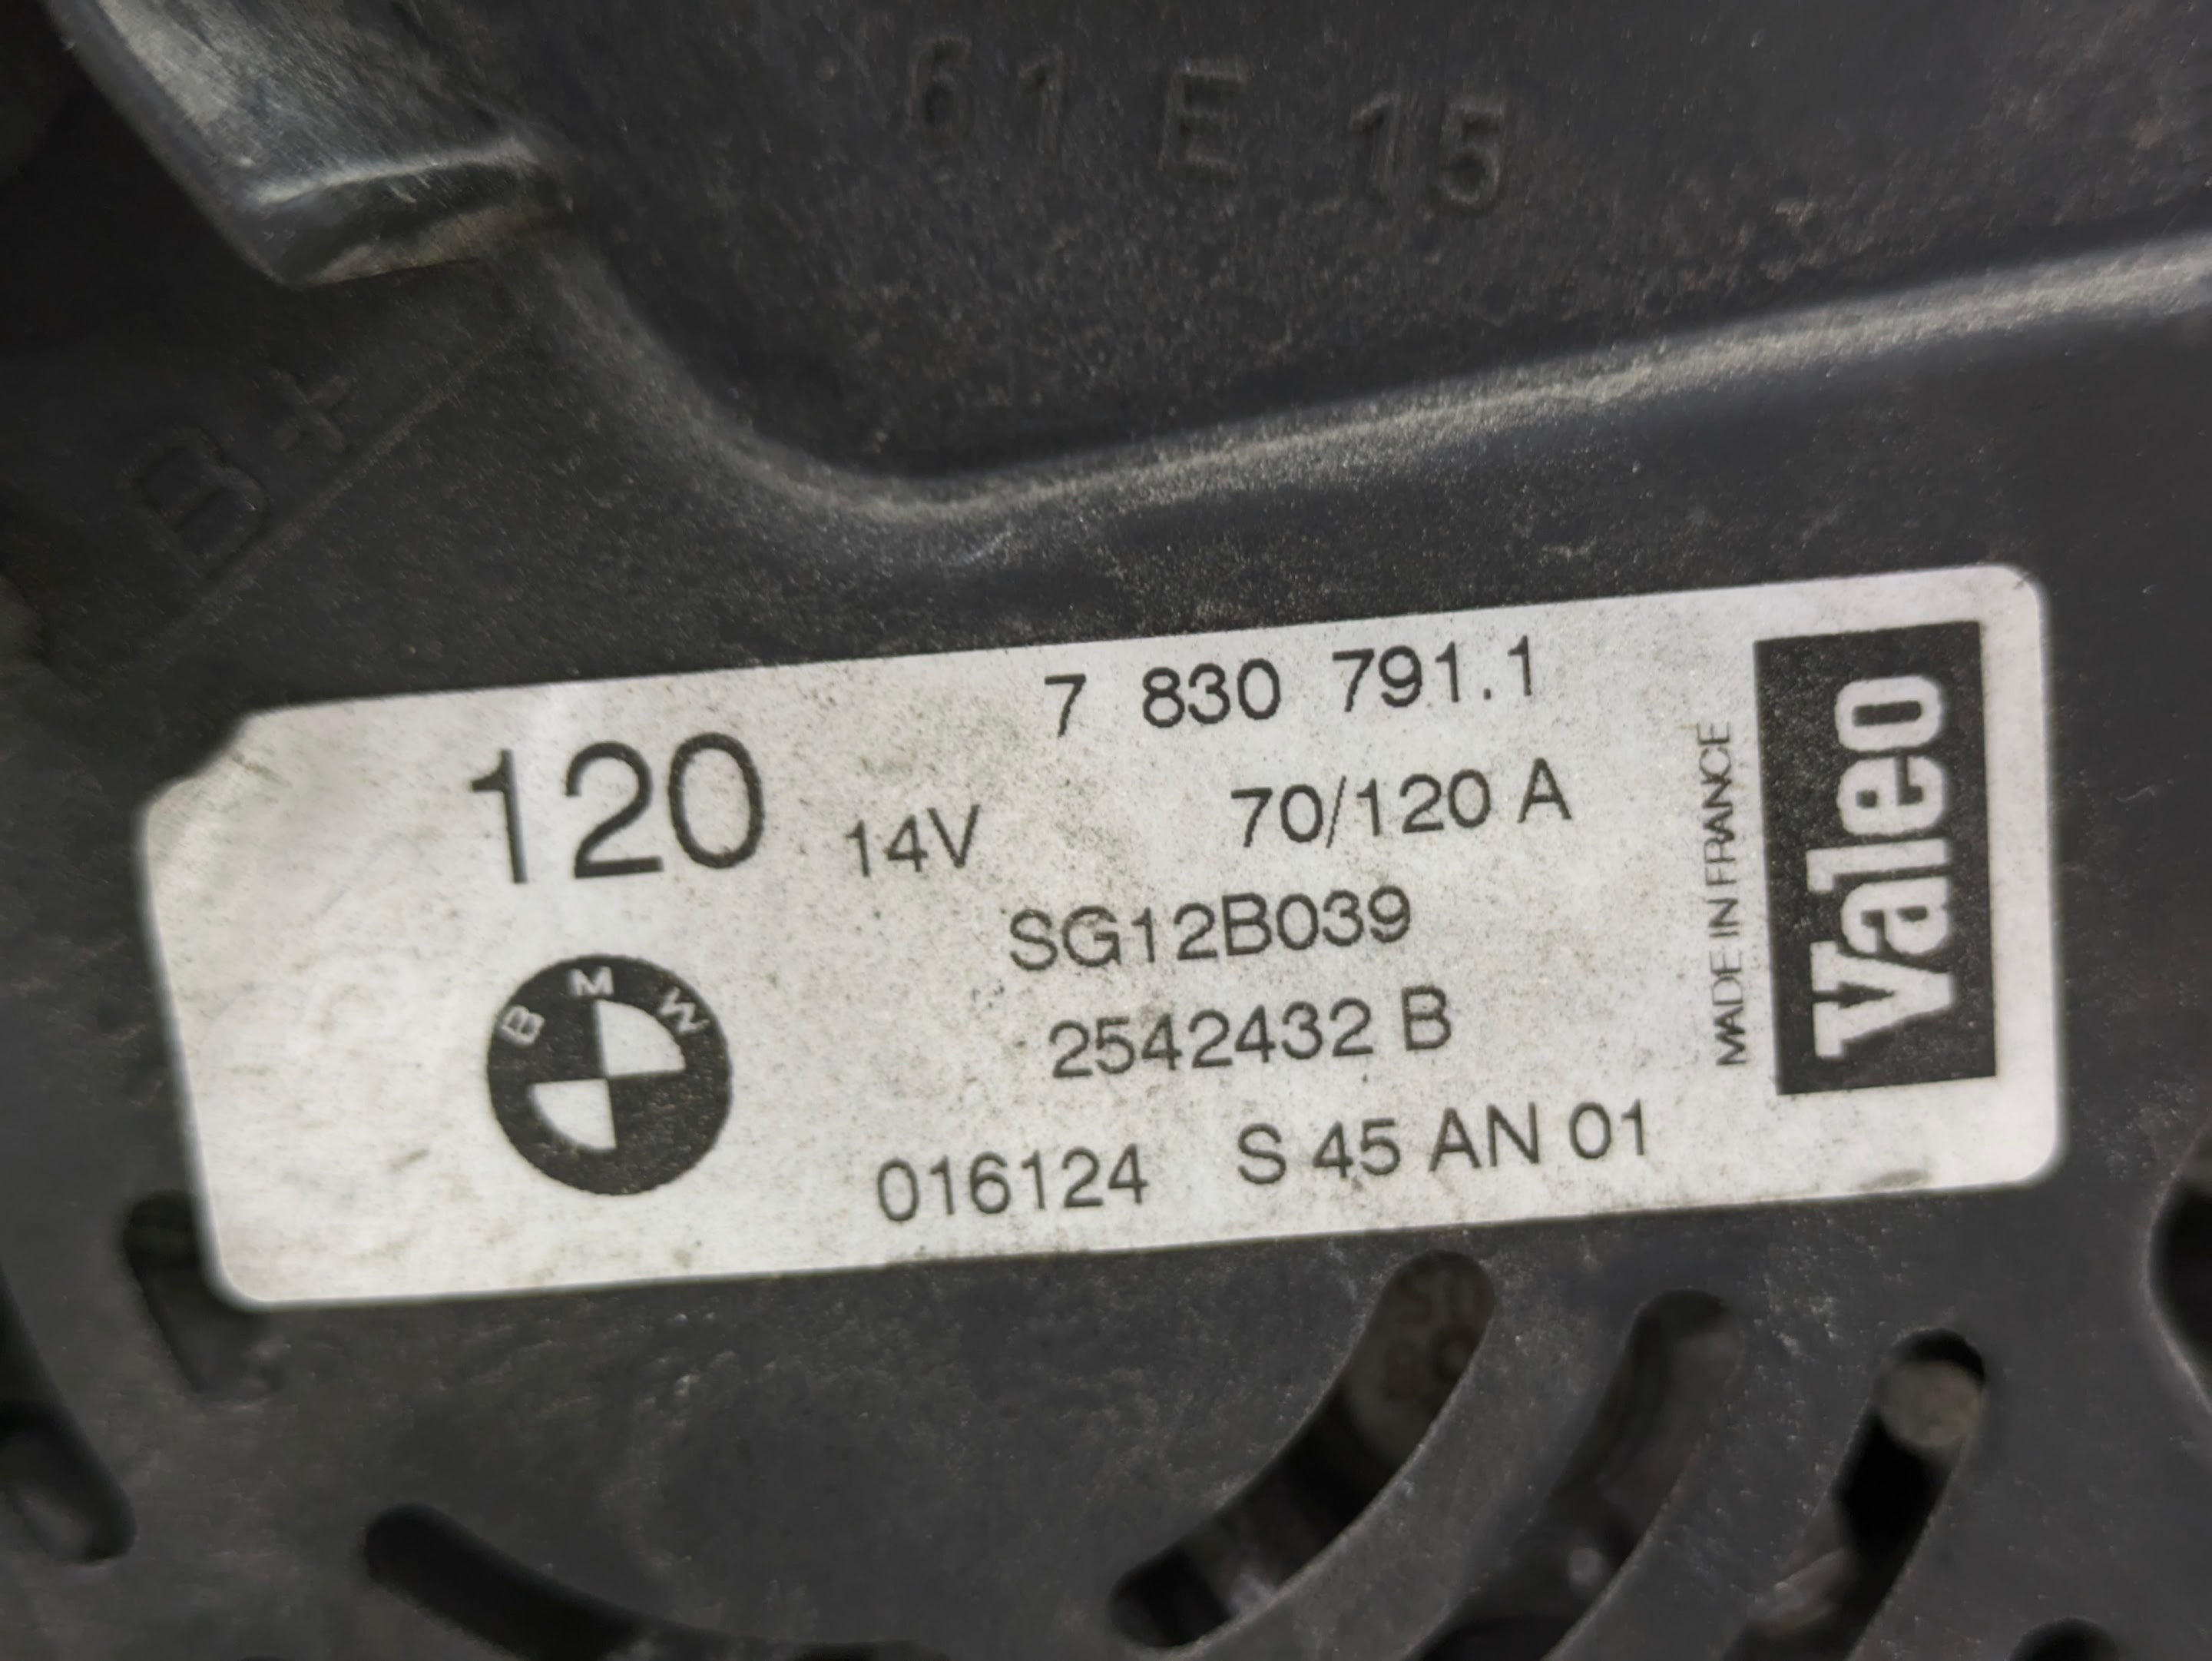 61 E 15
B+
7 830 791.1
120 14V 70/120 A
SG12B039
2542432 B
016124 S 45 AN 01
BMW
MADE IN FRANCE
Valeo